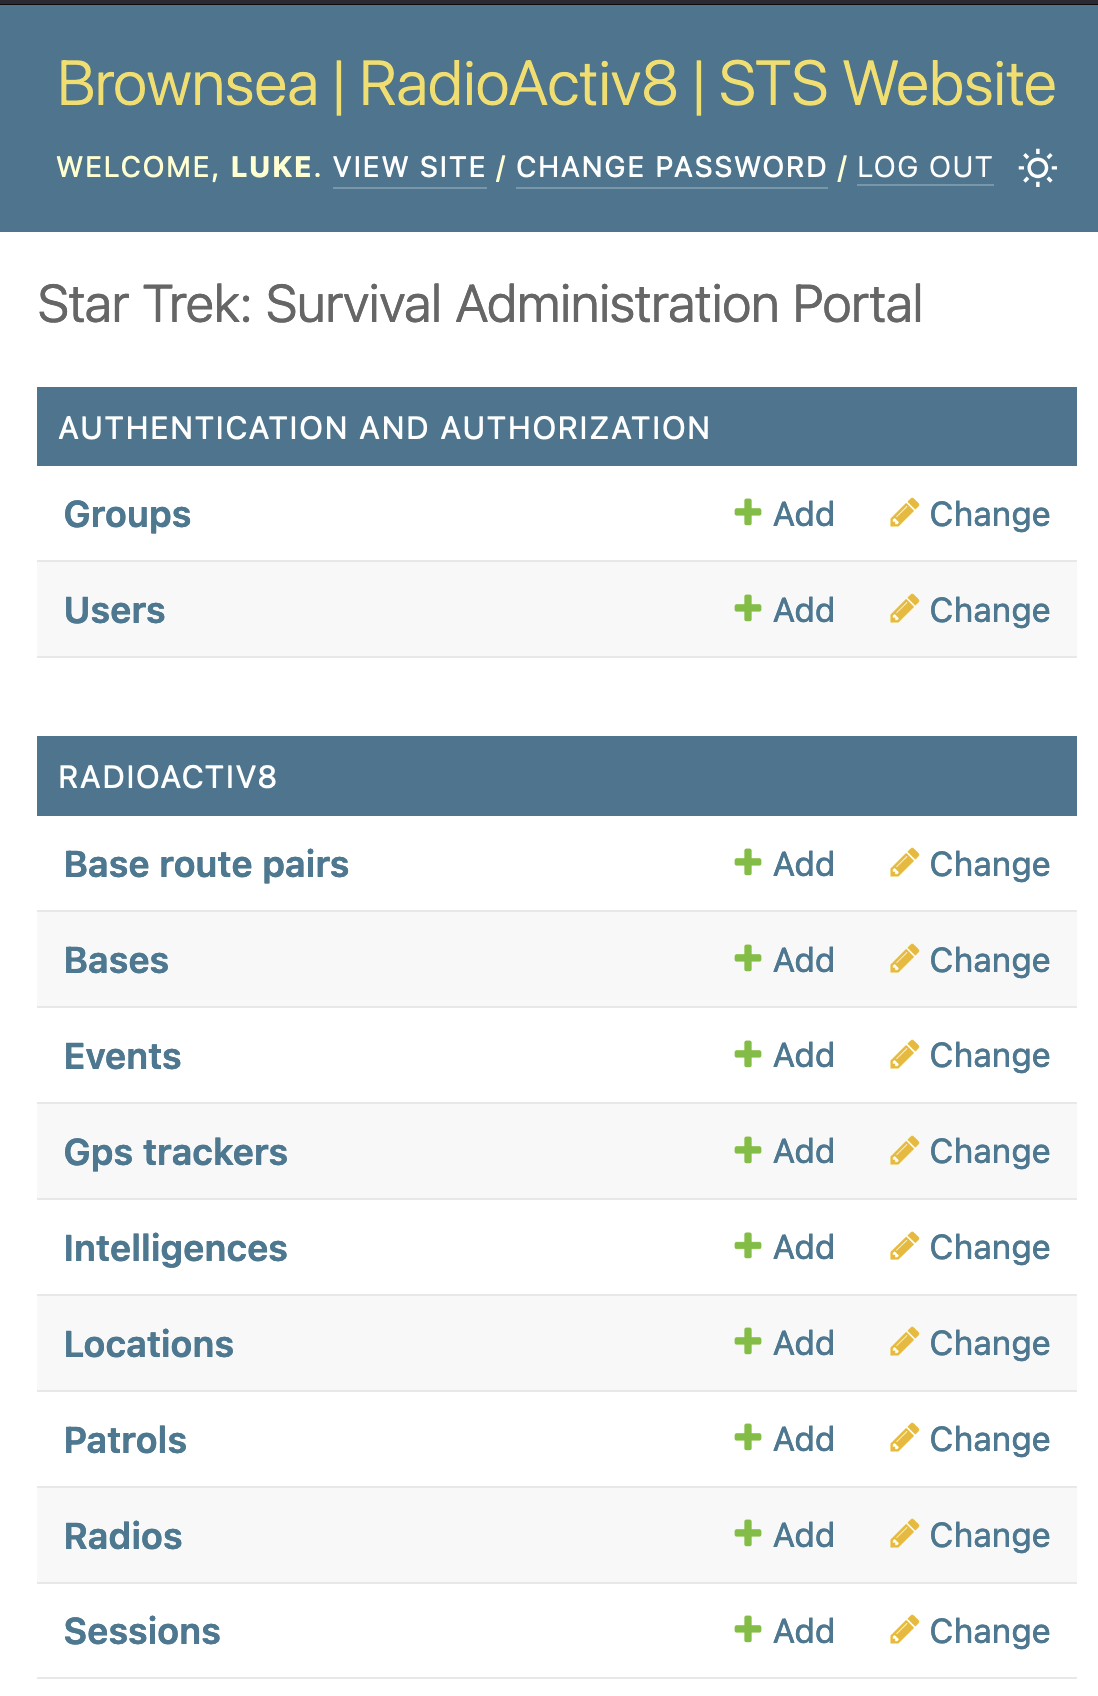 Brownsea | RadioActiv8 | STS Website
WELCOME, LUKE. VIEW SITE / CHANGE PASSWORD / LOG OUT
Star Trek: Survival Administration Portal
AUTHENTICATION AND AUTHORIZATION
Groups Add Change
Users Add Change
RADIOACTIV8
Base route pairs Add Change
Bases Add Change
Events Add Change
Gps trackers Add Change
Intelligences Add Change
Locations Add Change
Patrols Add Change
Radios Add Change
Sessions Add Change